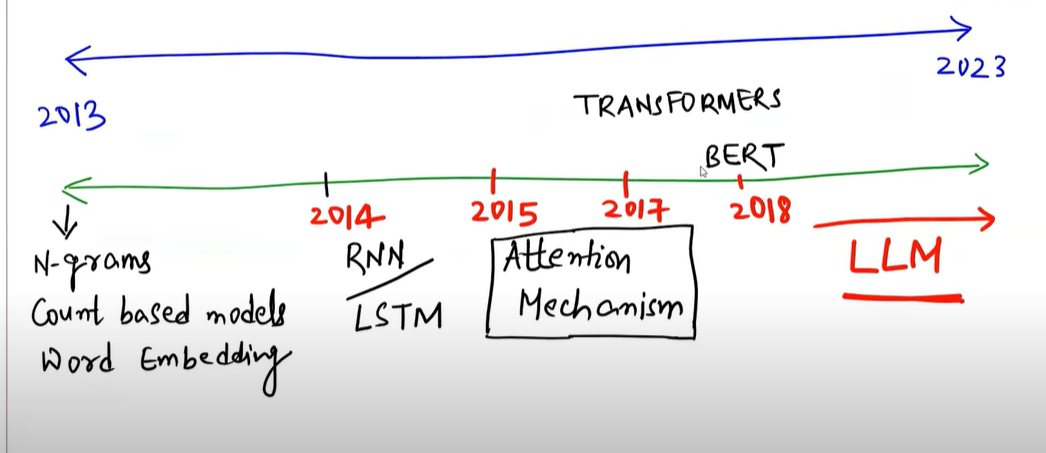 2013
2023
TRANSFORMERS
BERT
2014
2015
2017
2018
N-grams
Count based models
Word Embedding
RNN
LSTM
Attention
Mechanism
LLM